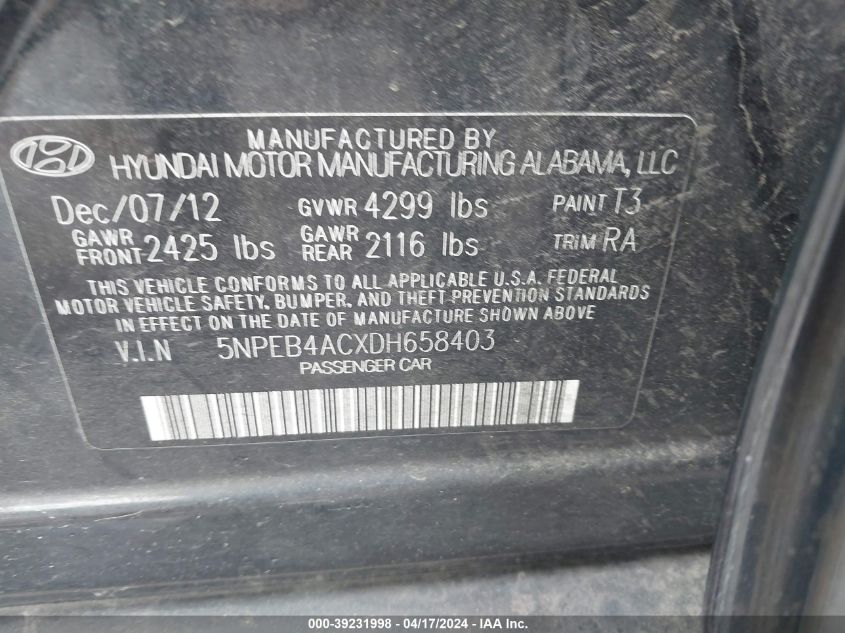 MANUFACTURED BY
HYUNDAI MOTOR MANUFACTURING ALABAMA, LLC
Dec/07/12 GVWR 4299 lbs PAINT T3
GAWR FRONT 2425 lbs GAWR REAR 2116 lbs TRIM RA
THIS VEHICLE CONFORMS TO ALL APPLICABLE U.S.A. FEDERAL
MOTOR VEHICLE SAFETY, BUMPER, AND THEFT PREVENTION STANDARDS
IN EFFECT ON THE DATE OF MANUFACTURE SHOWN ABOVE
V.I.N 5NPEB4ACXDH658403
PASSENGER CAR
000-39231998 - 04/17/2024 - IAA, Inc.